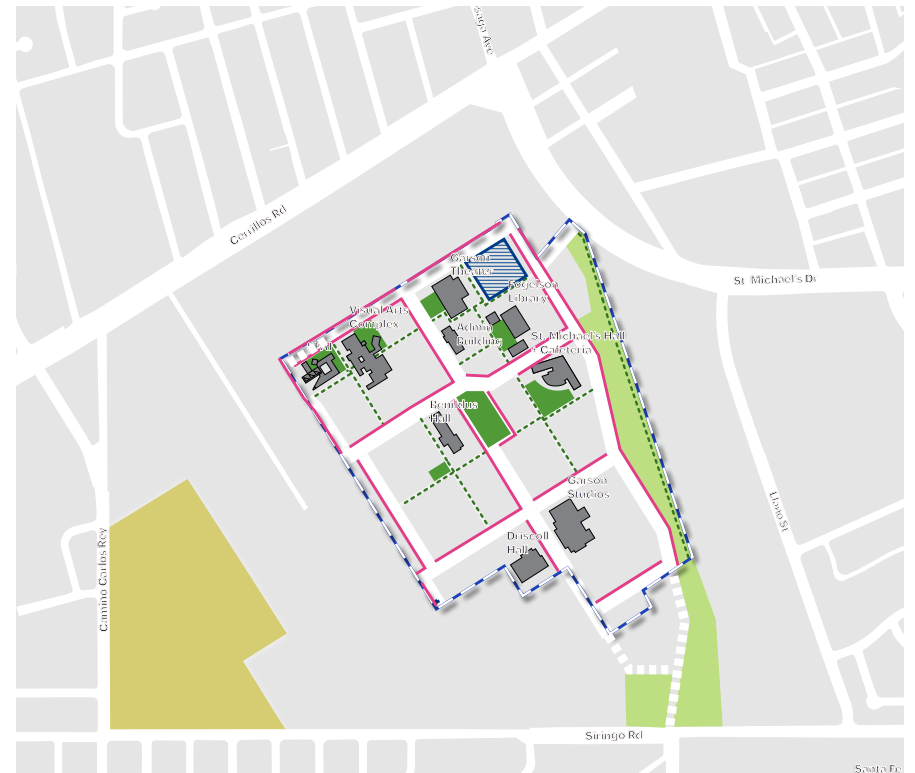 Cerrillos Rd
St Michael's Dr
Garson
Theater
Fogelson
Library
Visual Arts
Complex
Admin
Building
St. Michael's Hall
Cafeteria
Benildus
Hall
Garson
Studios
Driscoll
Hall
Llano St
Camino Carlos Rey
Siringo Rd